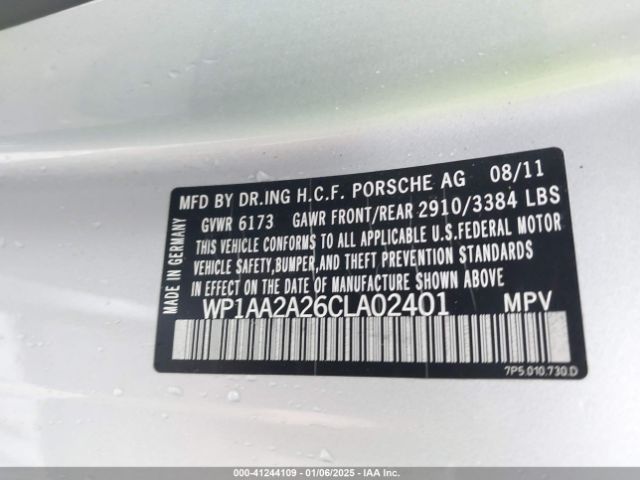 MFD BY DR.ING H.C.F. PORSCHE AG 08/11
GVWR 6173 GAWR FRONT/REAR 2910/3384 LBS
THIS VEHICLE CONFORMS TO ALL APPLICABLE U.S.FEDERAL MOTOR
VEHICLE SAFETY,BUMPER,AND THEFT PREVENTION STANDARDS
IN EFFECT ON THE DATE OF MANUFACTURE SHOWN ABOVE
WP1AA2A26CLA02401 MPV
MADE IN GERMANY
7P5.010.730.D
000-41244109 - 01/06/2025 - IAA Inc.